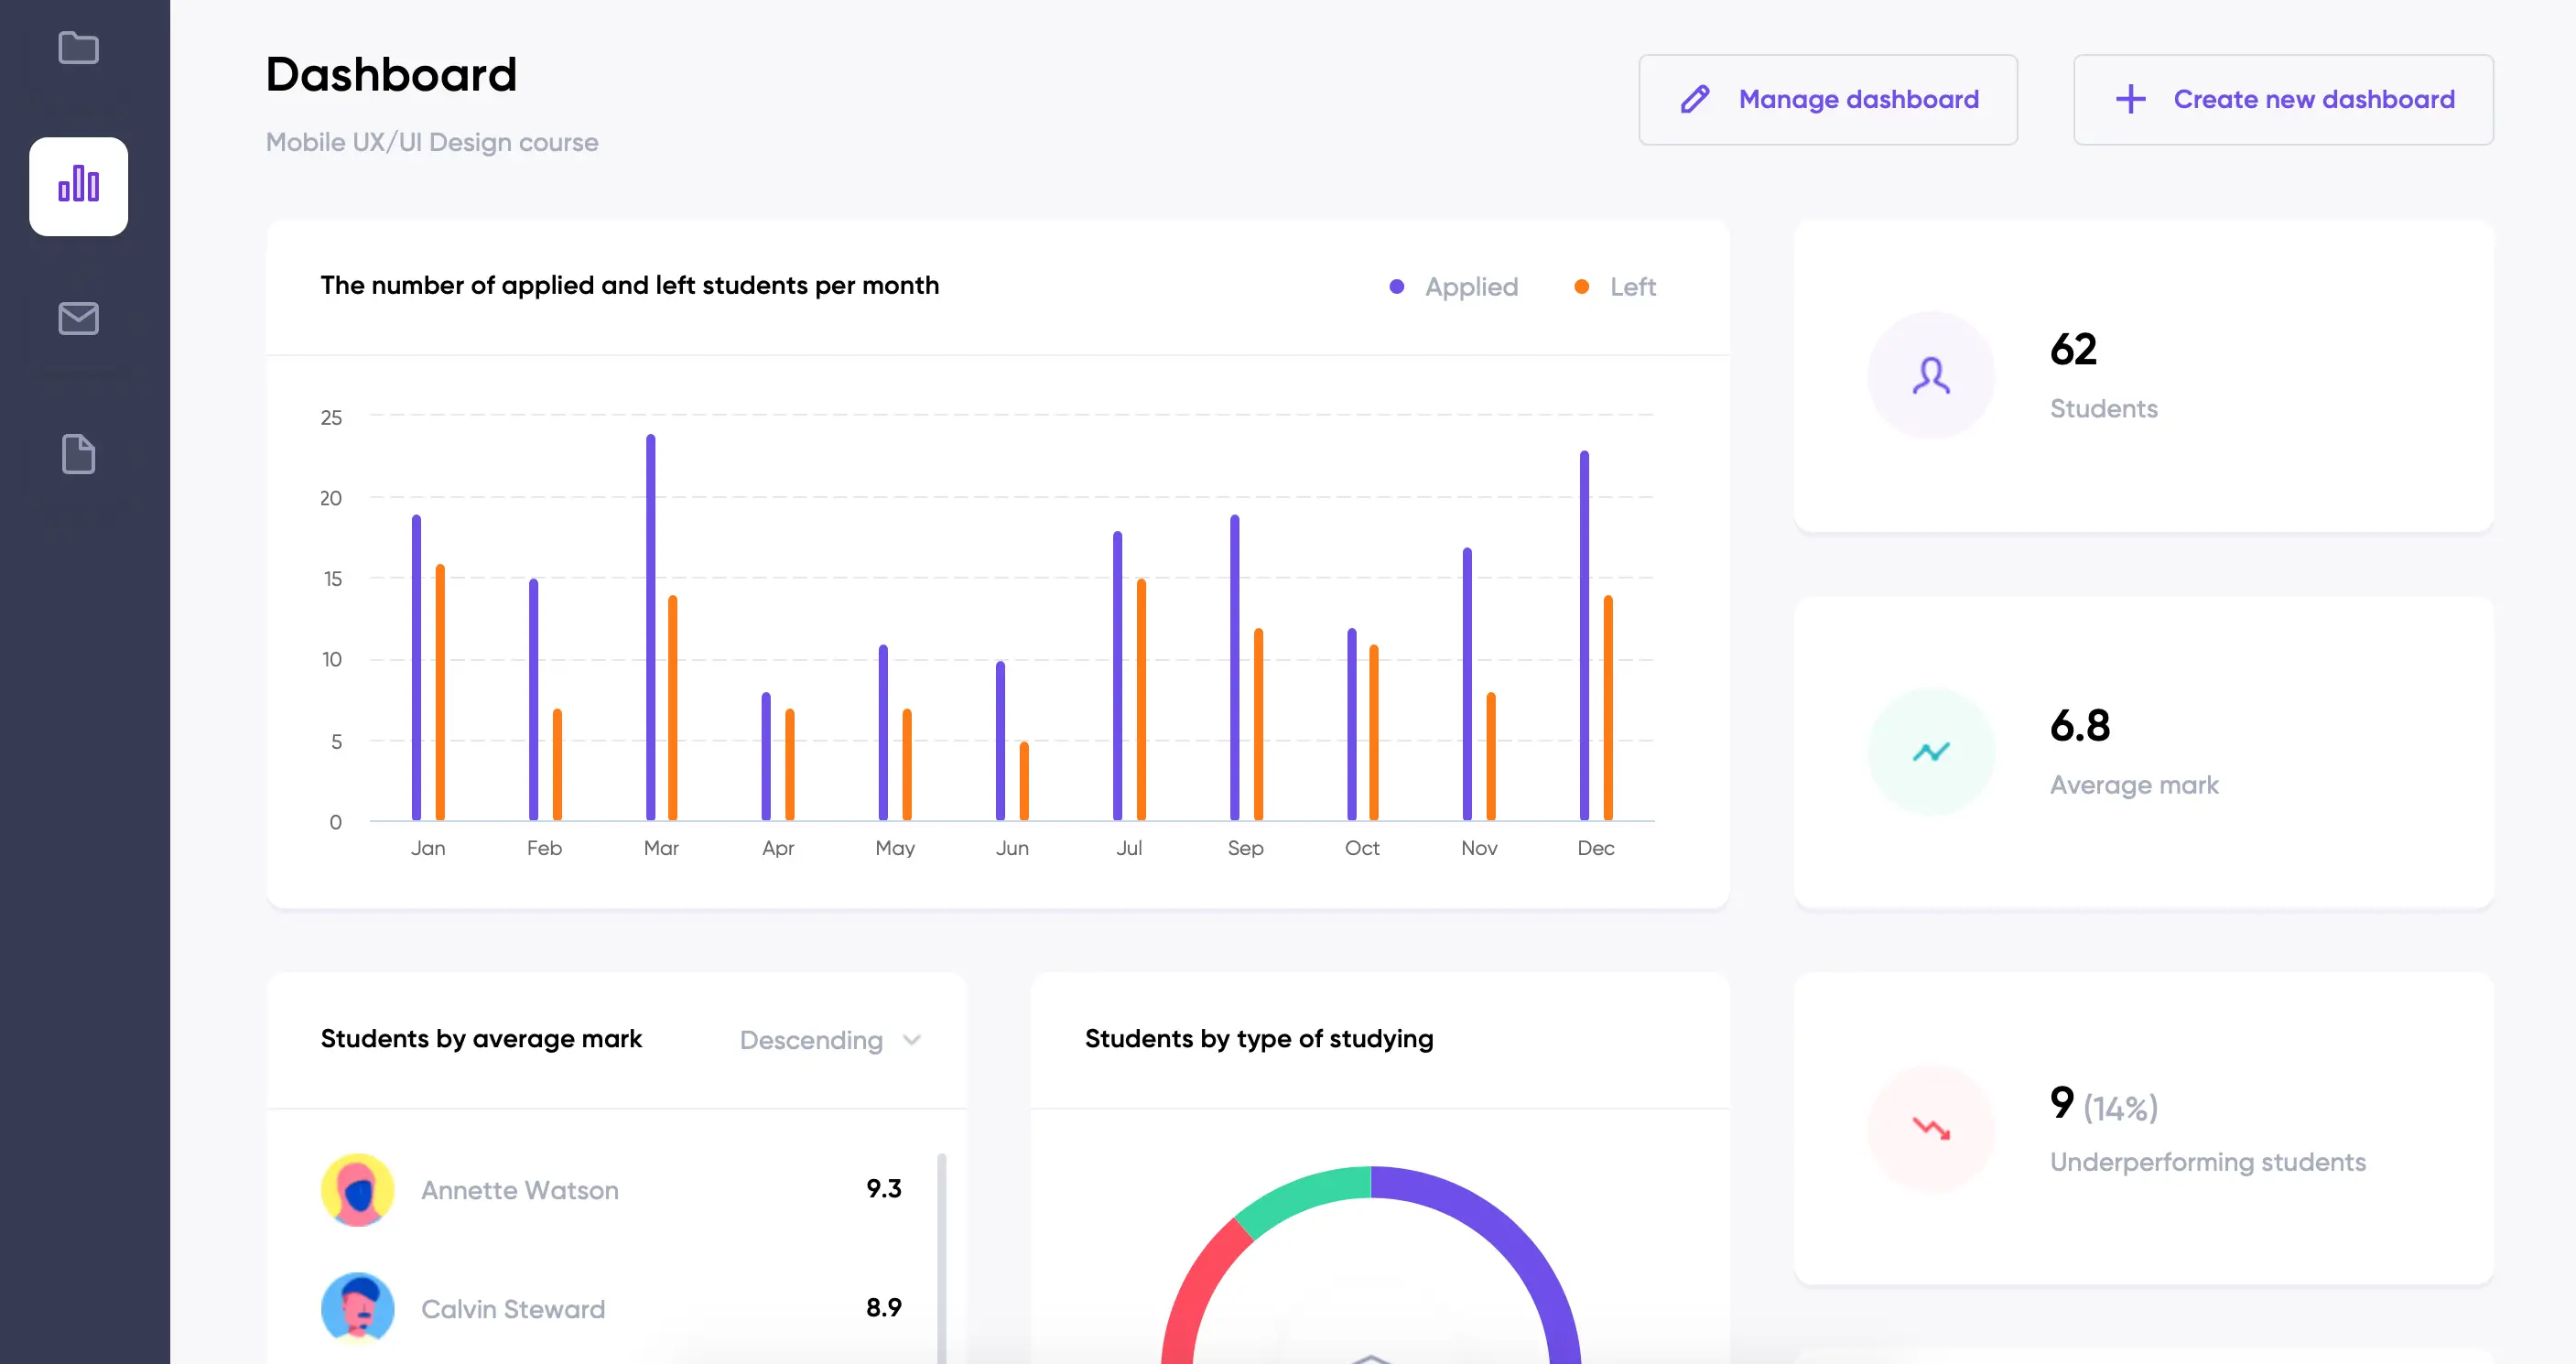 Dashboard
Mobile UX/UI Design course
Manage dashboard
Create new dashboard
The number of applied and left students per month
Applied
Left
25
20
15
10
5
0
Jan
Feb
Mar
Apr
May
Jun
Jul
Sep
Oct
Nov
Dec
62
Students
6.8
Average mark
9 (14%)
Underperforming students
Students by average mark
Descending
Annette Watson
9.3
Calvin Steward
8.9
Students by type of studying